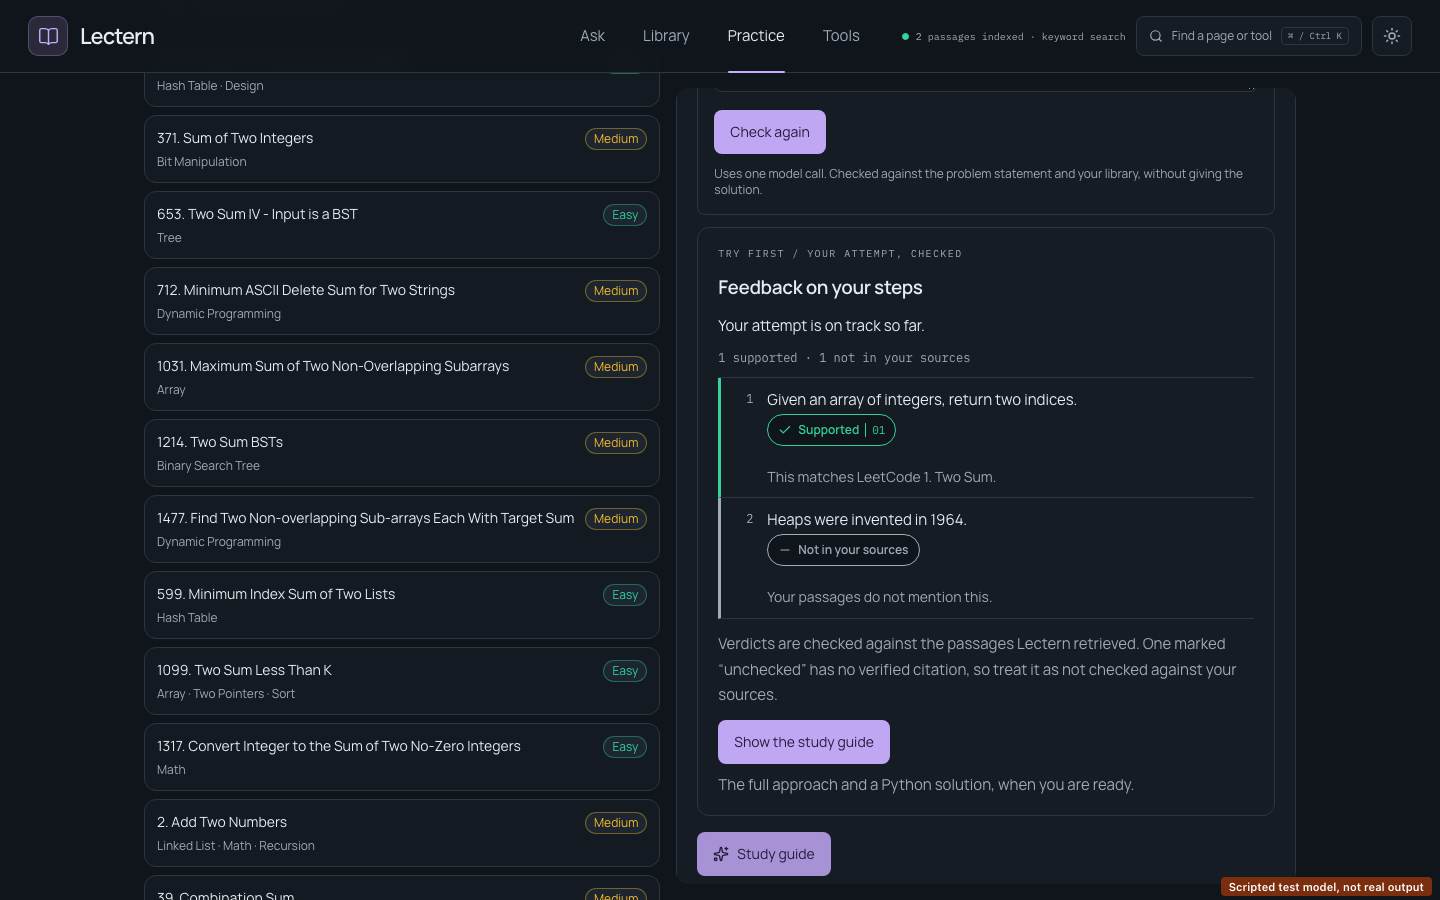 Lectern
Ask
Library
Practice
Tools
2 passages indexed · keyword search
Find a page or tool
⌘ / Ctrl K
Hash Table · Design
371. Sum of Two Integers
Medium
Bit Manipulation
653. Two Sum IV - Input is a BST
Easy
Tree
712. Minimum ASCII Delete Sum for Two Strings
Medium
Dynamic Programming
1031. Maximum Sum of Two Non-Overlapping Subarrays
Medium
Array
1214. Two Sum BSTs
Medium
Binary Search Tree
1477. Find Two Non-overlapping Sub-arrays Each With Target Sum
Medium
Dynamic Programming
599. Minimum Index Sum of Two Lists
Easy
Hash Table
1099. Two Sum Less Than K
Easy
Array · Two Pointers · Sort
1317. Convert Integer to the Sum of Two No-Zero Integers
Easy
Math
2. Add Two Numbers
Medium
Linked List · Math · Recursion
39. Combination Sum
Medium
Check again
Uses one model call. Checked against the problem statement and your library, without giving the
solution.
TRY FIRST / YOUR ATTEMPT, CHECKED
Feedback on your steps
Your attempt is on track so far.
1 supported · 1 not in your sources
1 Given an array of integers, return two indices.
Supported | 01
This matches LeetCode 1. Two Sum.
2 Heaps were invented in 1964.
Not in your sources
Your passages do not mention this.
Verdicts are checked against the passages Lectern retrieved. One marked
“unchecked” has no verified citation, so treat it as not checked against your
sources.
Show the study guide
The full approach and a Python solution, when you are ready.
Study guide
Scripted test model, not real output